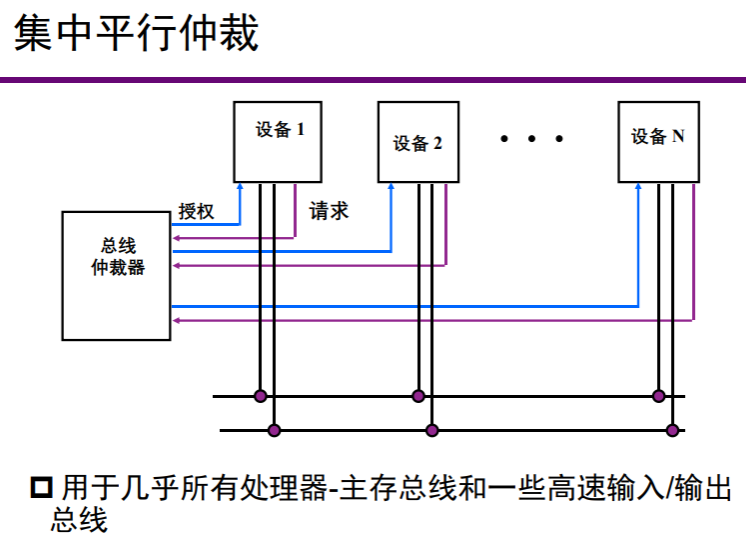 集中平行仲裁
设备 1
设备 2
• • •
设备 N
授权
请求
总线
仲裁器
用于几乎所有处理器-主存总线和一些高速输入/输出
总线